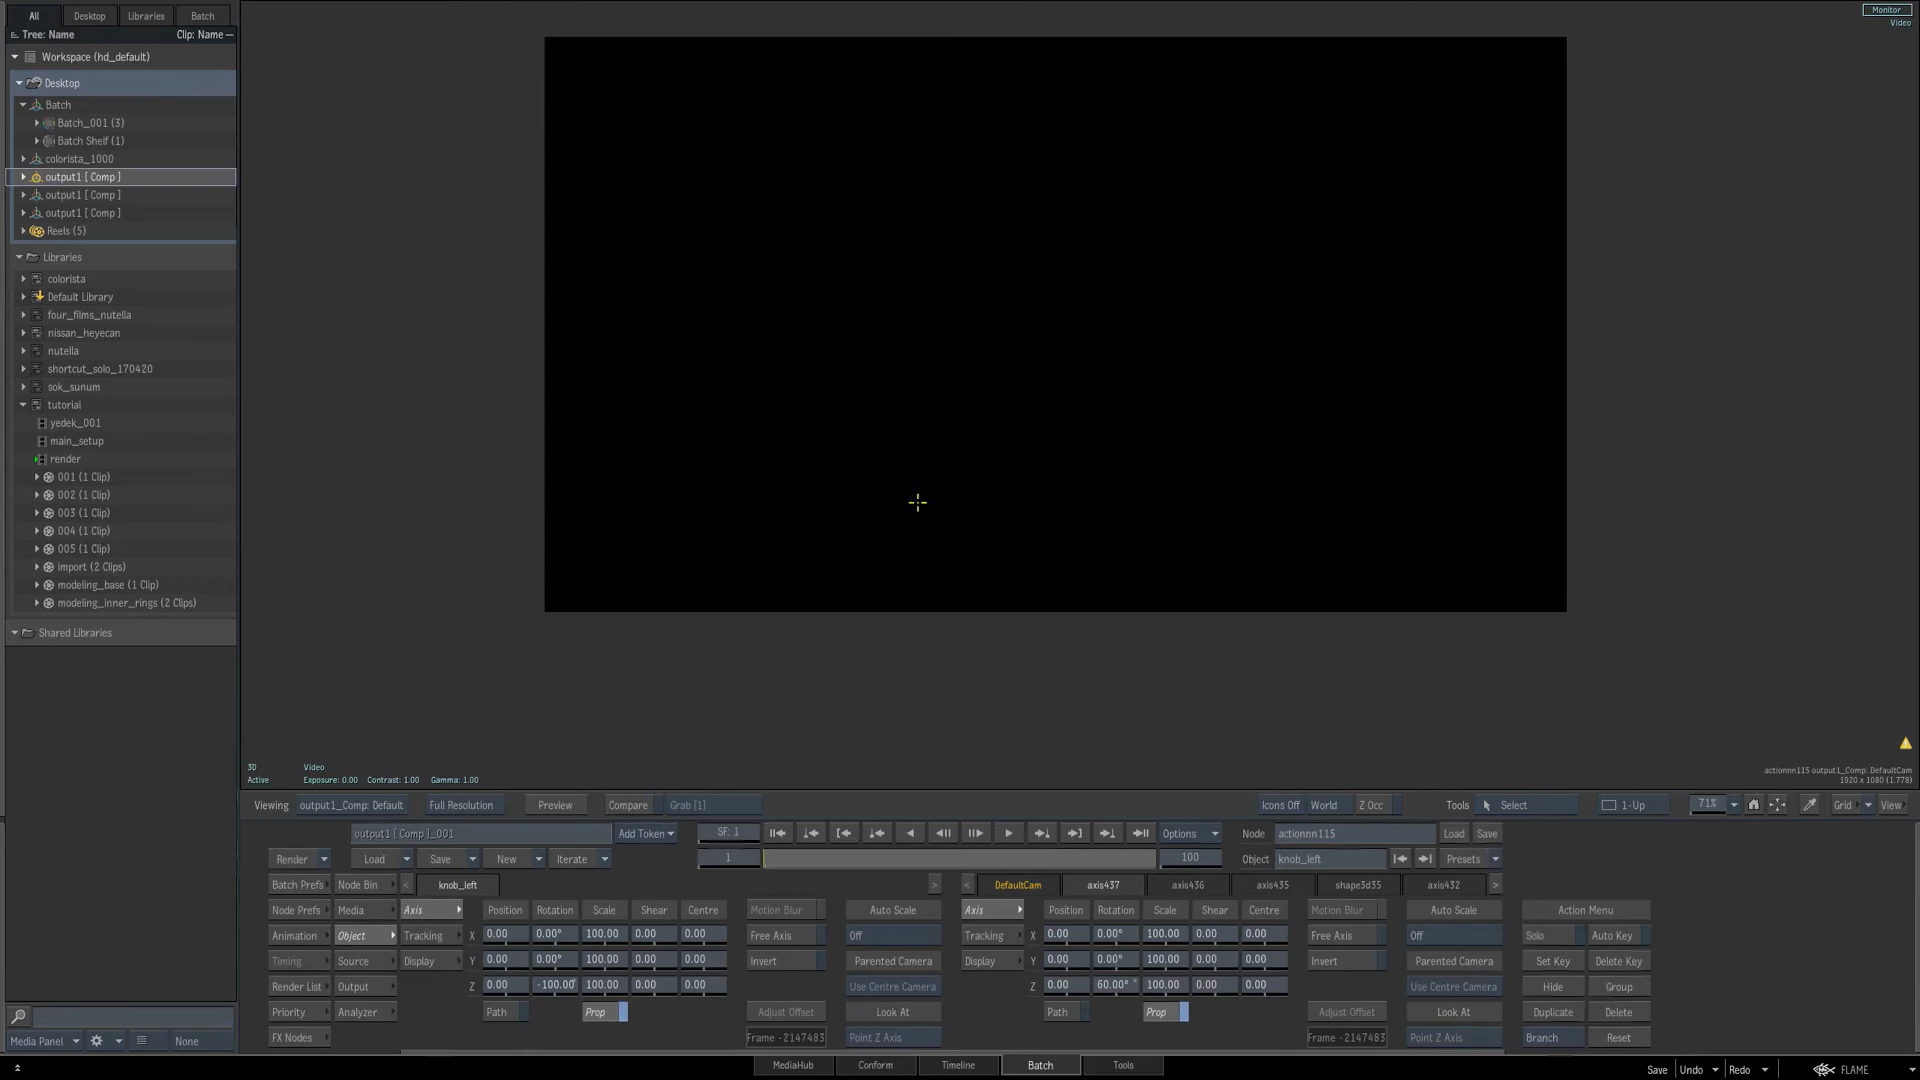 All Desktop Libraries Batch
Tree: Name Clip: Name
Workspace (hd_default)
Desktop
Batch
Batch_001 (3)
Batch Shelf (1)
colorista_1000
output1 [ Comp ]
output1 [ Comp ]
output1 [ Comp ]
Reels (5)
Libraries
colorista
Default Library
four_films_nutella
nissan_heyecan
nutella
shortcut_solo_170420
sok_sunum
tutorial
yedek_001
main_setup
render
001 (1 Clip)
002 (1 Clip)
003 (1 Clip)
004 (1 Clip)
005 (1 Clip)
import (2 Clips)
modeling_base (1 Clip)
modeling_inner_rings (2 Clips)
Shared Libraries
Media Panel None
Monitor
Video
3D Video
Active Exposure: 0.00 Contrast: 1.00 Gamma: 1.00
actionnn115 output1_Comp: DefaultCam
1920 x 1080 (1.778)
Viewing output1_Comp: Default Full Resolution Preview Compare Grab [1] Icons Off World Z Occ Tools Select 1-Up 71% Grid View
output1 [ Comp ]_001 Add Token SF: 1 Options Node actionnn115 Load Save
Render Load Save New Iterate 1 100 Object knob_left Presets
Batch Prefs Node Bin < knob_left > < DefaultCam axis437 axis436 axis435 shape3d35 axis432 >
Node Prefs Media Axis Position Rotation Scale Shear Centre Motion Blur Auto Scale Axis Position Rotation Scale Shear Centre Motion Blur Auto Scale Action Menu
Animation Object Tracking X 0.00 0.00° 100.00 0.00 0.00 Free Axis Off Tracking X 0.00 0.00° 100.00 0.00 0.00 Free Axis Off Solo Auto Key
Timing Source Display Y 0.00 0.00° 100.00 0.00 0.00 Invert Parented Camera Display Y 0.00 0.00° 100.00 0.00 0.00 Invert Parented Camera Set Key Delete Key
Render List Output Z 0.00 -100.00° 100.00 0.00 0.00 Use Centre Camera Z 0.00 60.00° 100.00 0.00 0.00 Use Centre Camera Hide Group
Priority Analyzer Path Prop Adjust Offset Look At Path Prop Adjust Offset Look At Duplicate Delete
FX Nodes Frame -2147483 Point Z Axis Frame -2147483 Point Z Axis Branch Reset
MediaHub Conform Timeline Batch Tools Save Undo Redo FLAME